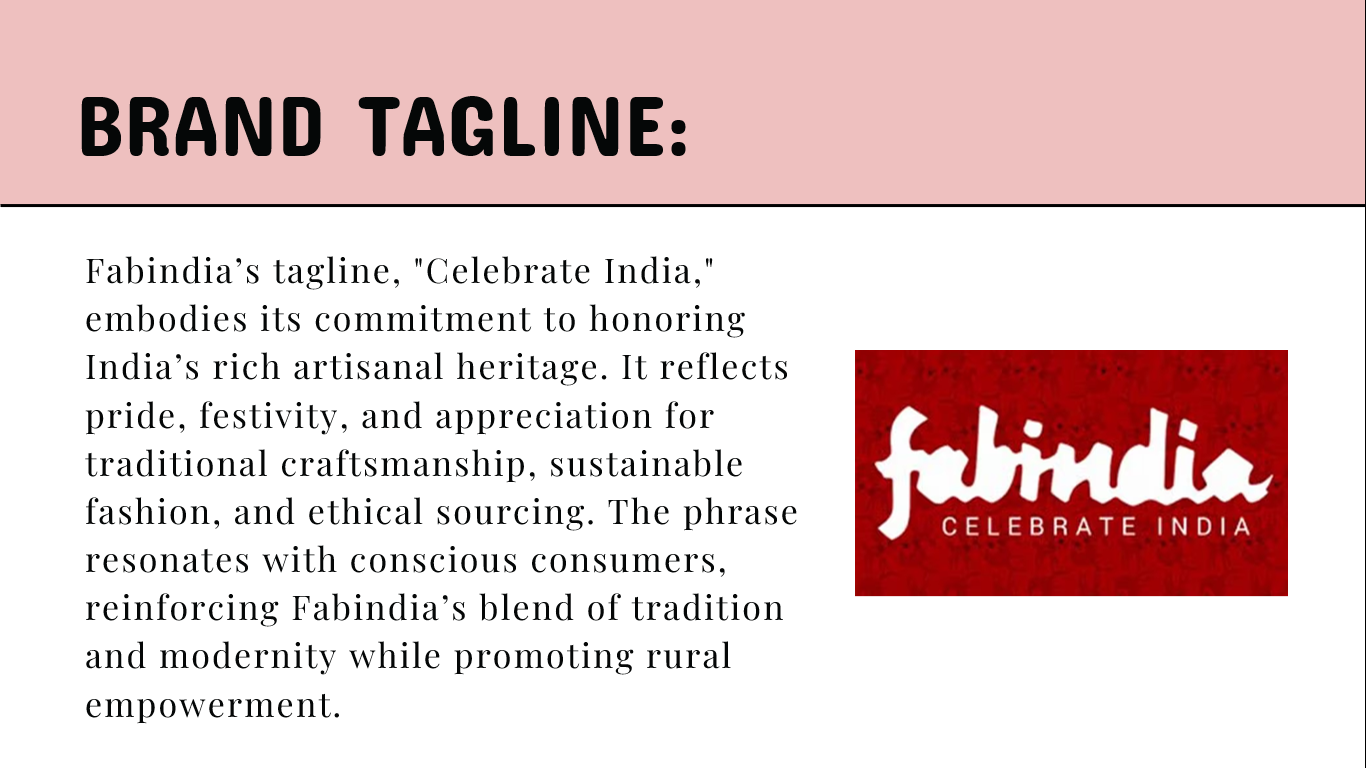 BRAND TAGLINE:
Fabindia’s tagline, "Celebrate India,"
embodies its commitment to honoring
India’s rich artisanal heritage. It reflects
pride, festivity, and appreciation for
traditional craftsmanship, sustainable
fashion, and ethical sourcing. The phrase
resonates with conscious consumers,
reinforcing Fabindia’s blend of tradition
and modernity while promoting rural
empowerment.
fabindia
CELEBRATE INDIA